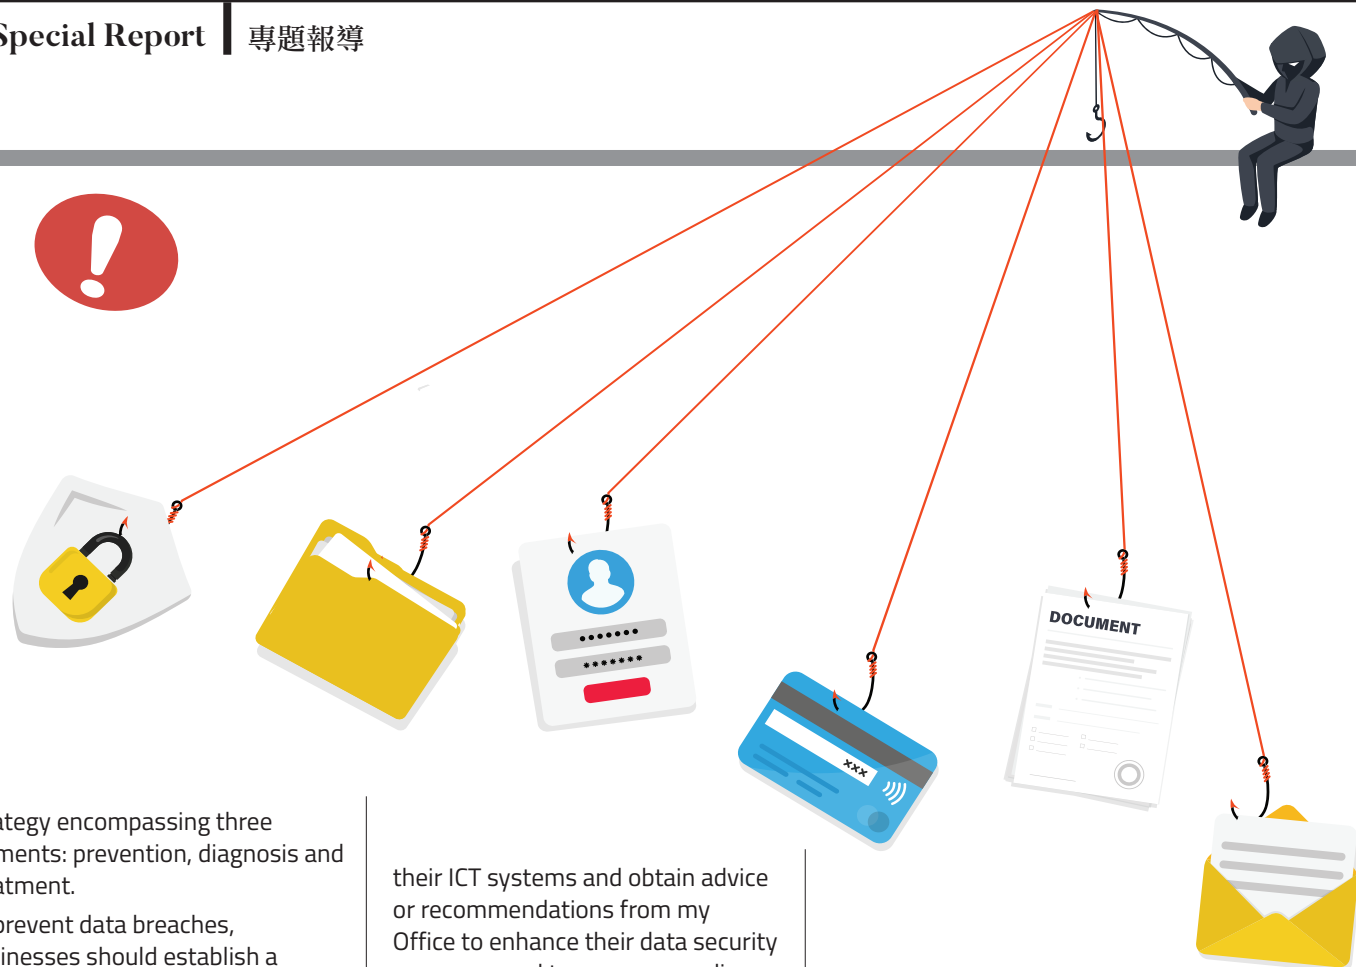 Special Report
專題報導
DOCUMENT
xxx
ategy encompassing three
ments: prevention, diagnosis and
atment.
prevent data breaches,
inesses should establish a
their ICT systems and obtain advice
or recommendations from my
Office to enhance their data security